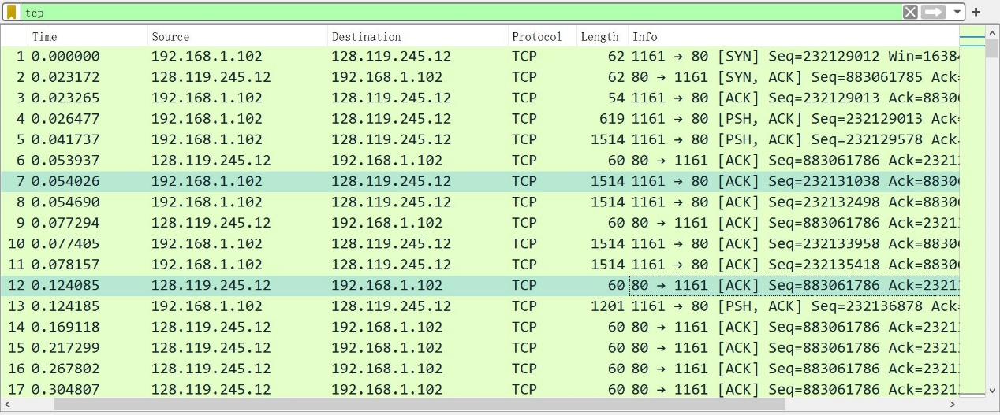 tcp
Time Source Destination Protocol Length Info
1 0.000000 192.168.1.102 128.119.245.12 TCP 62 1161 → 80 [SYN] Seq=232129012 Win=16384
2 0.023172 128.119.245.12 192.168.1.102 TCP 62 80 → 1161 [SYN, ACK] Seq=883061785 Ack=
3 0.023265 192.168.1.102 128.119.245.12 TCP 54 1161 → 80 [ACK] Seq=232129013 Ack=8830
4 0.026477 192.168.1.102 128.119.245.12 TCP 619 1161 → 80 [PSH, ACK] Seq=232129013 Ack=
5 0.041737 192.168.1.102 128.119.245.12 TCP 1514 1161 → 80 [PSH, ACK] Seq=232129578 Ack=
6 0.053937 128.119.245.12 192.168.1.102 TCP 60 80 → 1161 [ACK] Seq=883061786 Ack=2321
7 0.054026 192.168.1.102 128.119.245.12 TCP 1514 1161 → 80 [ACK] Seq=232131038 Ack=8830
8 0.054690 192.168.1.102 128.119.245.12 TCP 1514 1161 → 80 [ACK] Seq=232132498 Ack=8830
9 0.077294 128.119.245.12 192.168.1.102 TCP 60 80 → 1161 [ACK] Seq=883061786 Ack=2321
10 0.077405 192.168.1.102 128.119.245.12 TCP 1514 1161 → 80 [ACK] Seq=232133958 Ack=8830
11 0.078157 192.168.1.102 128.119.245.12 TCP 1514 1161 → 80 [ACK] Seq=232135418 Ack=8830
12 0.124085 128.119.245.12 192.168.1.102 TCP 60 80 → 1161 [ACK] Seq=883061786 Ack=2321
13 0.124185 192.168.1.102 128.119.245.12 TCP 1201 1161 → 80 [PSH, ACK] Seq=232136878 Ack=
14 0.169118 128.119.245.12 192.168.1.102 TCP 60 80 → 1161 [ACK] Seq=883061786 Ack=2321
15 0.217299 128.119.245.12 192.168.1.102 TCP 60 80 → 1161 [ACK] Seq=883061786 Ack=2321
16 0.267802 128.119.245.12 192.168.1.102 TCP 60 80 → 1161 [ACK] Seq=883061786 Ack=2321
17 0.304807 128.119.245.12 192.168.1.102 TCP 60 80 → 1161 [ACK] Seq=883061786 Ack=2321